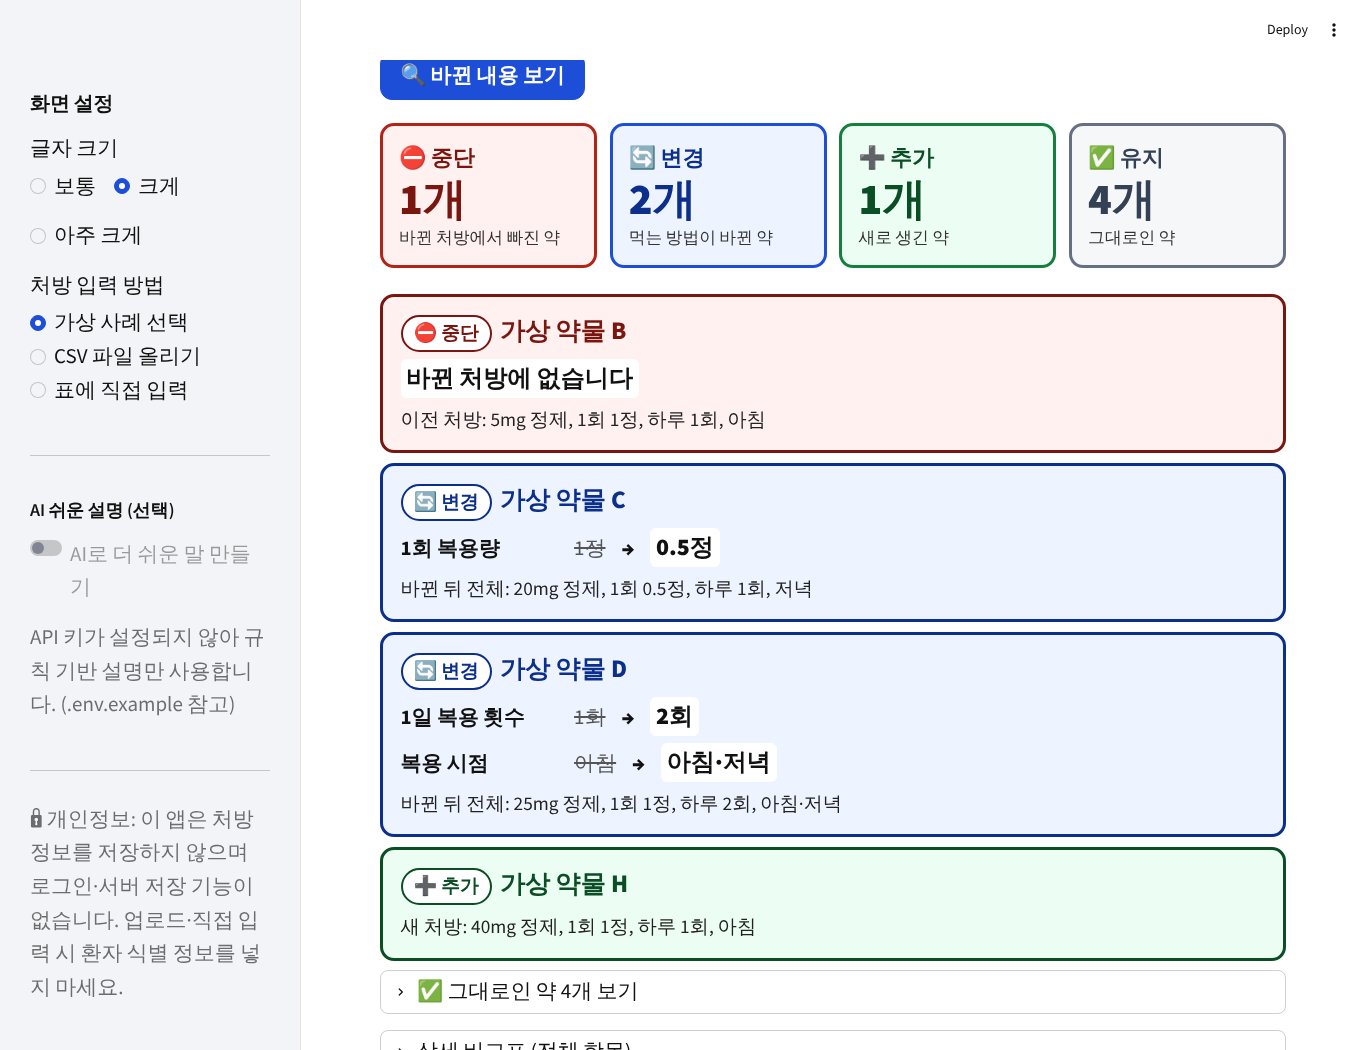 Deploy
화면 설정
글자 크기
보통
크게
아주 크게
처방 입력 방법
가상 사례 선택
CSV 파일 올리기
표에 직접 입력
AI 쉬운 설명 (선택)
AI로 더 쉬운 말 만들
기
API 키가 설정되지 않아 규
칙 기반 설명만 사용합니
다. (.env.example 참고)
개인정보: 이 앱은 처방
정보를 저장하지 않으며
로그인·서버 저장 기능이
없습니다. 업로드·직접 입
력 시 환자 식별 정보를 넣
지 마세요.
바뀐 내용 보기
중단
1개
바뀐 처방에서 빠진 약
변경
2개
먹는 방법이 바뀐 약
추가
1개
새로 생긴 약
유지
4개
그대로인 약
중단 가상 약물 B
바뀐 처방에 없습니다
이전 처방: 5mg 정제, 1회 1정, 하루 1회, 아침
변경 가상 약물 C
1회 복용량 1정 → 0.5정
바뀐 뒤 전체: 20mg 정제, 1회 0.5정, 하루 1회, 저녁
변경 가상 약물 D
1일 복용 횟수 1회 → 2회
복용 시점 아침 → 아침·저녁
바뀐 뒤 전체: 25mg 정제, 1회 1정, 하루 2회, 아침·저녁
추가 가상 약물 H
새 처방: 40mg 정제, 1회 1정, 하루 1회, 아침
그대로인 약 4개 보기
상세 비교표 (전체 항목)